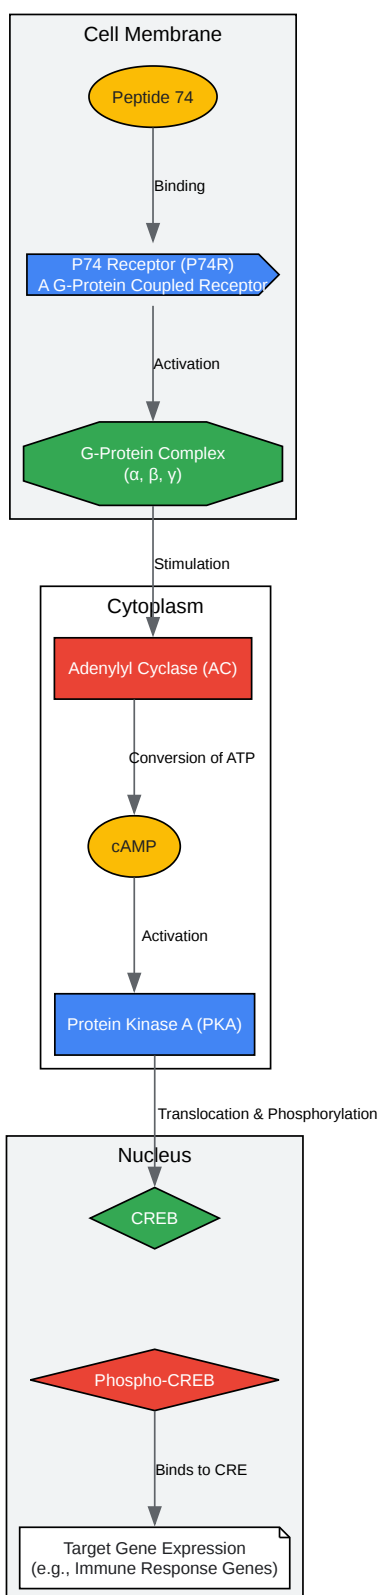 Cell Membrane
Peptide 74
Binding
P74 Receptor (P74R)
A G-Protein Coupled Receptor
Activation
G-Protein Complex
(α, β, γ)
Stimulation
Cytoplasm
Adenylyl Cyclase (AC)
Conversion of ATP
cAMP
Activation
Protein Kinase A (PKA)
Translocation & Phosphorylation
Nucleus
CREB
Phospho-CREB
Binds to CRE
Target Gene Expression
(e.g., Immune Response Genes)